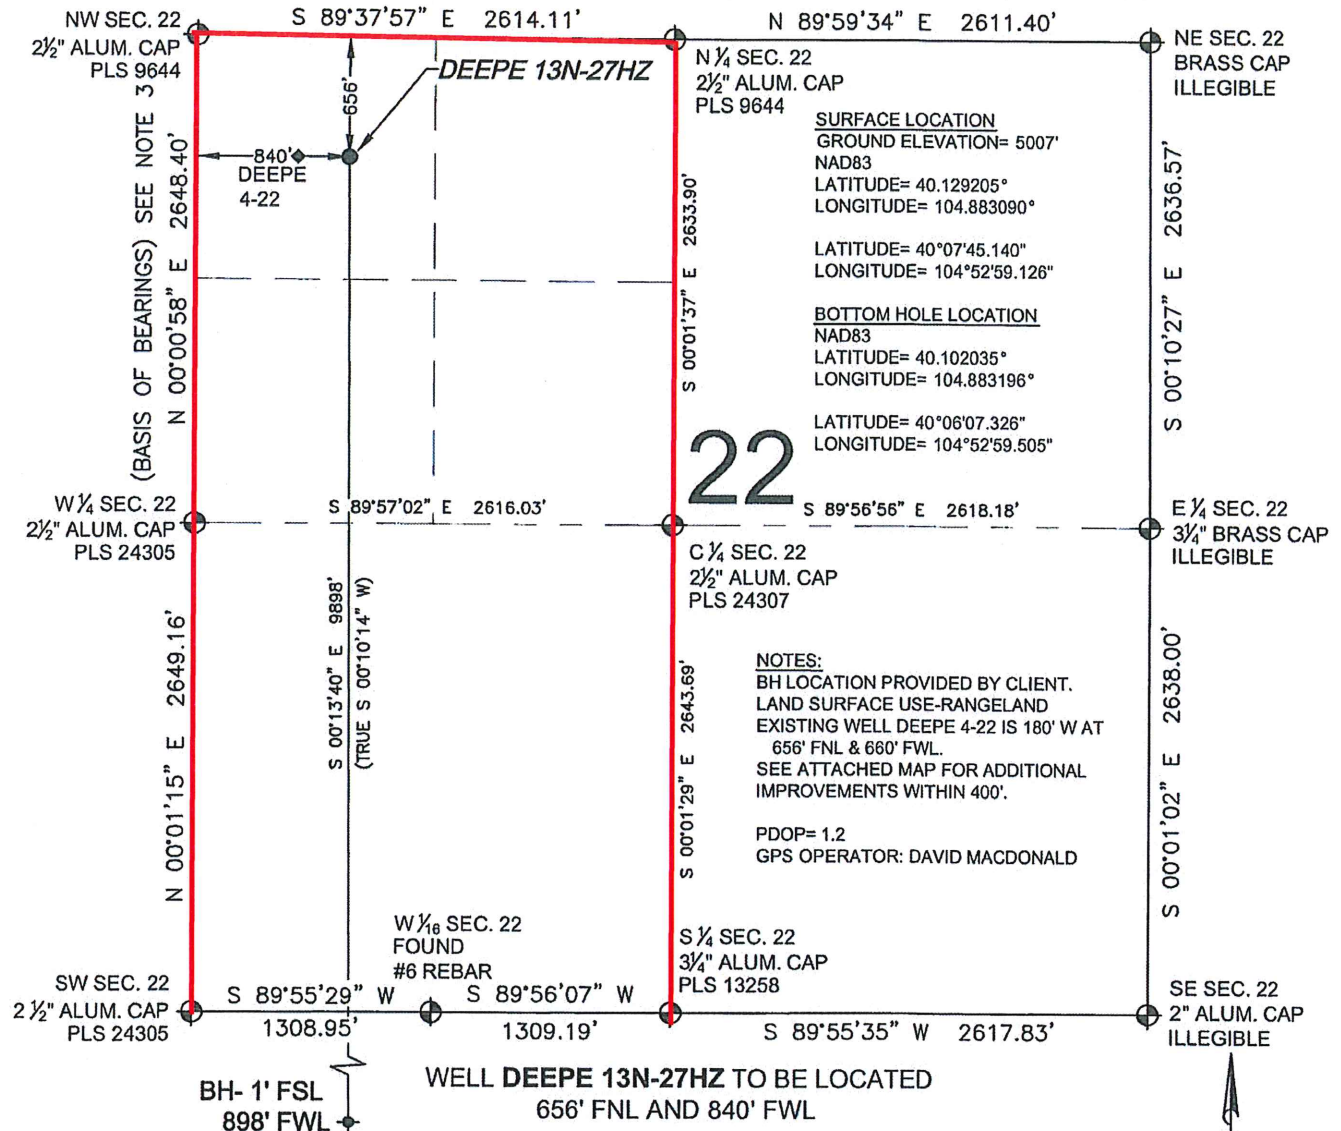 NW SEC. 22
2½" ALUM. CAP
PLS 9644
S 89°37'57" E 2614.11'
N 89°59'34" E 2611.40'
NE SEC. 22
BRASS CAP
ILLEGIBLE
N ¼ SEC. 22
2½" ALUM. CAP
PLS 9644
DEEPE 13N-27HZ
656'
840'
DEEPE
4-22
(BASIS OF BEARINGS) SEE NOTE 3
N 00°00'58" E 2648.40'
S 00°01'37" E 2633.90'
S 00°10'27" E 2636.57'
SURFACE LOCATION
GROUND ELEVATION= 5007'
NAD83
LATITUDE= 40.129205°
LONGITUDE= 104.883090°
LATITUDE= 40°07'45.140"
LONGITUDE= 104°52'59.126"
BOTTOM HOLE LOCATION
NAD83
LATITUDE= 40.102035°
LONGITUDE= 104.883196°
LATITUDE= 40°06'07.326"
LONGITUDE= 104°52'59.505"
22
W ¼ SEC. 22
2½" ALUM. CAP
PLS 24305
S 89°57'02" E 2616.03'
S 89°56'56" E 2618.18'
E ¼ SEC. 22
3¼" BRASS CAP
ILLEGIBLE
C ¼ SEC. 22
2½" ALUM. CAP
PLS 24307
N 00°01'15" E 2649.16'
S 00°13'40" E 9898'
(TRUE S 00°10'14" W)
S 00°01'29" E 2643.69'
S 00°01'02" E 2638.00'
NOTES:
BH LOCATION PROVIDED BY CLIENT.
LAND SURFACE USE-RANGELAND
EXISTING WELL DEEPE 4-22 IS 180' W AT
656' FNL & 660' FWL.
SEE ATTACHED MAP FOR ADDITIONAL
IMPROVEMENTS WITHIN 400'.
PDOP= 1.2
GPS OPERATOR: DAVID MACDONALD
W ⅟16 SEC. 22
FOUND
#6 REBAR
S ¼ SEC. 22
3¼" ALUM. CAP
PLS 13258
SW SEC. 22
2 ½" ALUM. CAP
PLS 24305
S 89°55'29" W
1308.95'
S 89°56'07" W
1309.19'
S 89°55'35" W 2617.83'
SE SEC. 22
2" ALUM. CAP
ILLEGIBLE
BH- 1' FSL
898' FWL
WELL DEEPE 13N-27HZ TO BE LOCATED
656' FNL AND 840' FWL